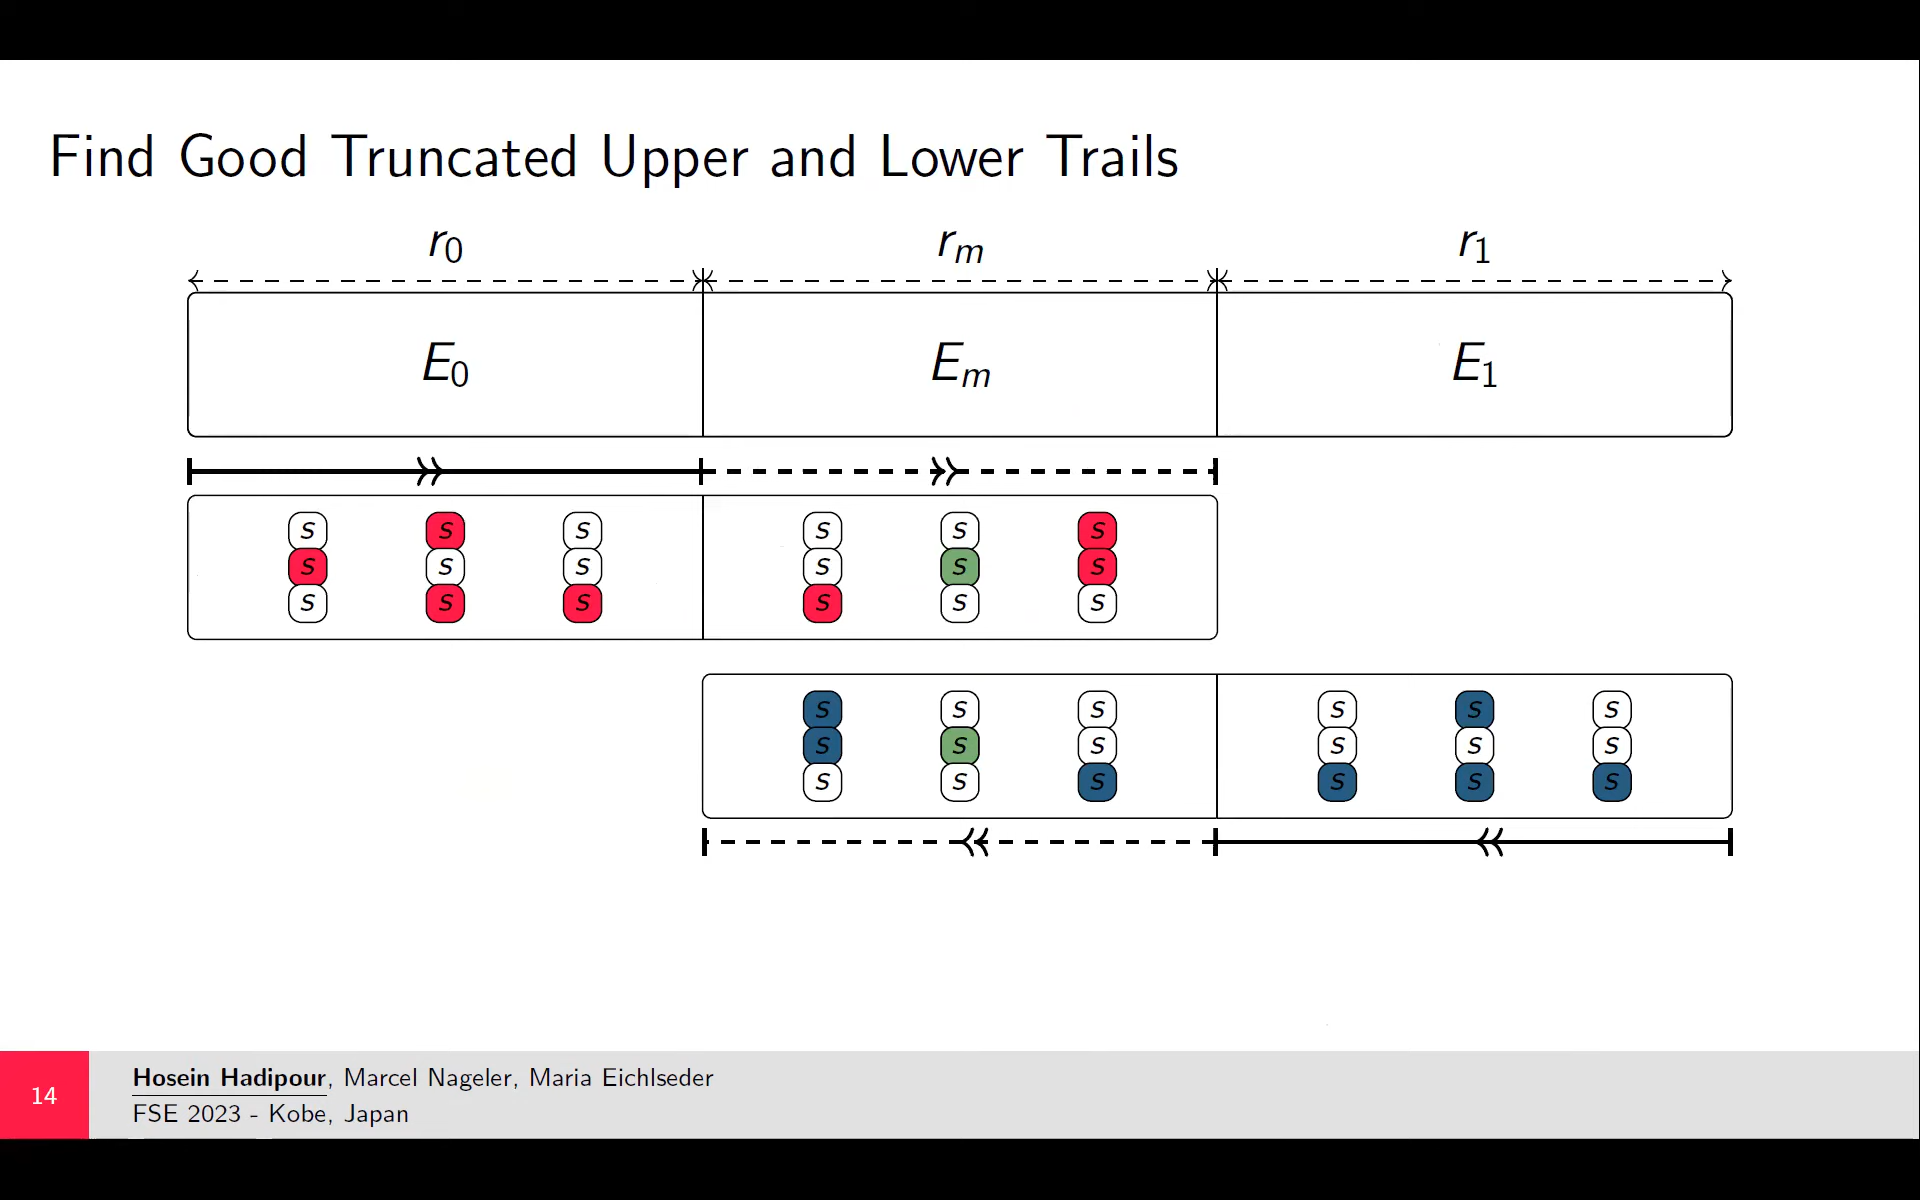 Find Good Truncated Upper and Lower Trails
r0 rm r1
E0 Em E1
S S S S S S
S S S S S S
S S S S S S
S S S S S S
S S S S S S
S S S S S S
14
Hosein Hadipour, Marcel Nageler, Maria Eichlseder
FSE 2023 - Kobe, Japan